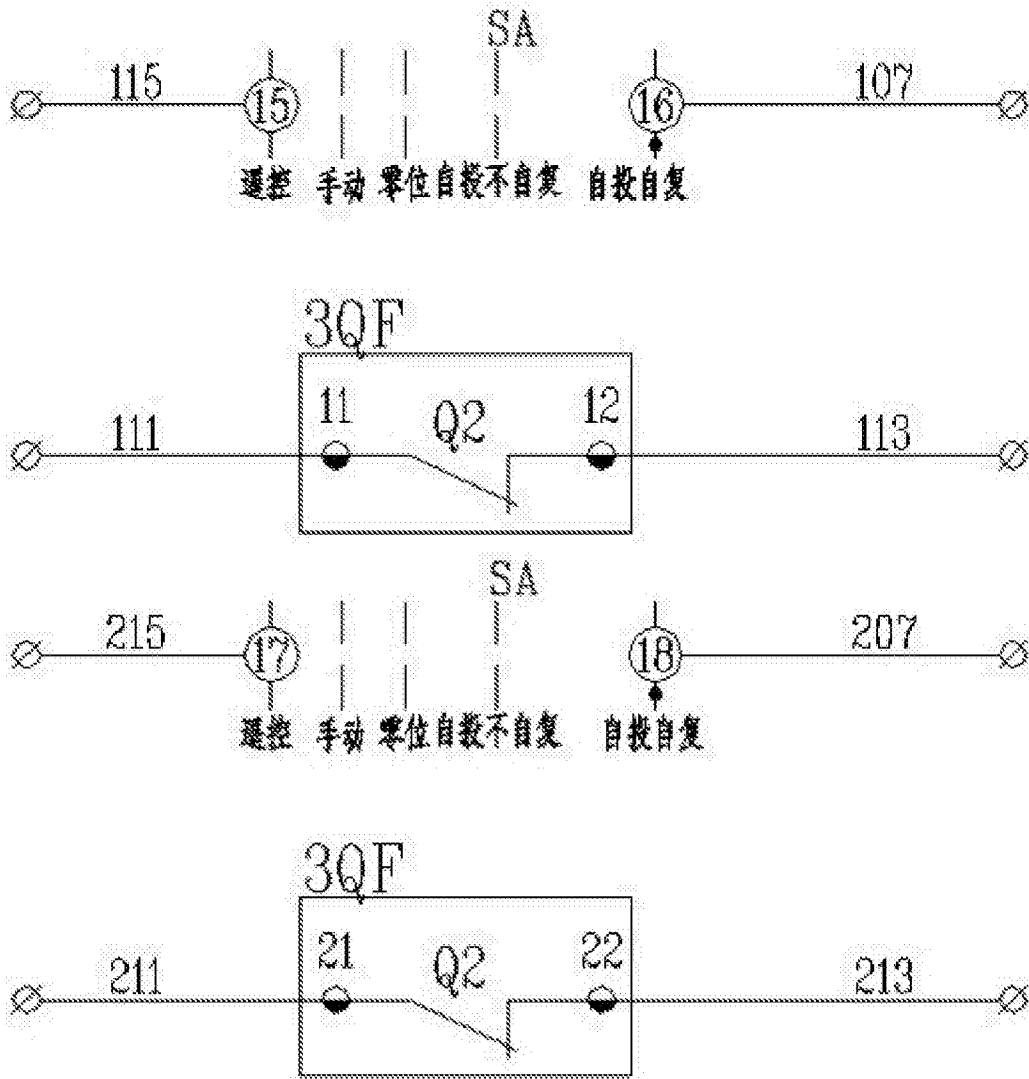 SA
115 15 16 107
遥控 手动 零位 自投不自复 自投自复
3QF
11 Q2 12
111 113
SA
215 17 18 207
遥控 手动 零位 自投不自复 自投自复
3QF
21 Q2 22
211 213